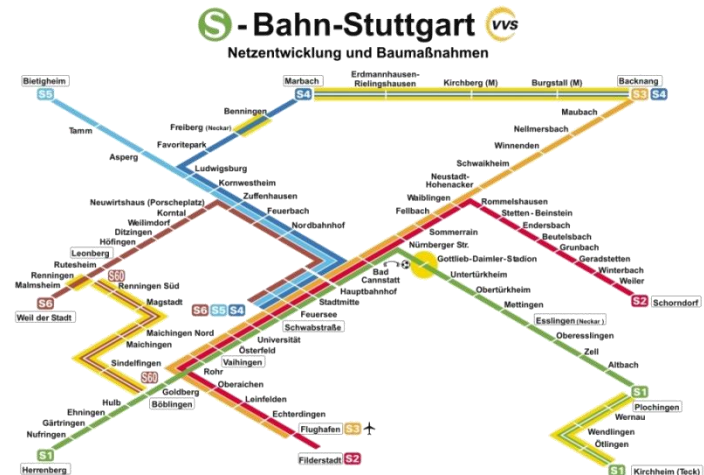 S - Bahn-Stuttgart VVS
Netzentwicklung und Baumaßnahmen
Bietigheim
S5
Tamm
Asperg
Marbach
S4
Benningen
Freiberg (Neckar)
Favoritepark
Erdmannhausen-
Rielingshausen
Kirchberg (M)
Burgstall (M)
Backnang
S3 S4
Maubach
Nellmersbach
Winnenden
Schwaikheim
Neustadt-
Hohenacker
Waiblingen
Fellbach
Sommerrain
Nürnberger Str.
Ludwigsburg
Kornwestheim
Zuffenhausen
Feuerbach
Nordbahnhof
Neuwirtshaus (Porscheplatz)
Korntal
Weilimdorf
Ditzingen
Höfingen
Leonberg
Rutesheim
Renningen
Malmsheim
S6
Weil der Stadt
S60
Renningen Süd
Magstadt
Maichingen Nord
Maichingen
Sindelfingen
S60
Rommelshausen
Stetten-Beinstein
Endersbach
Beutelsbach
Grunbach
Geradstetten
Winterbach
Weiler
S2 Schorndorf
Gottlieb-Daimler-Stadion
Untertürkheim
Obertürkheim
Mettingen
Esslingen (Neckar)
Oberesslingen
Zell
Altbach
S1
Plochingen
Wernau
Wendlingen
Ötlingen
S1 Kirchheim (Teck)
Bad
Cannstatt
Hauptbahnhof
Stadtmitte
Feuersee
Schwabstraße
S6 S5 S4
Universität
Österfeld
Vaihingen
Rohr
Oberaichen
Leinfelden
Echterdingen
Flughafen S3
Filderstadt S2
Goldberg
Böblingen
Hulb
Ehningen
Gärtringen
Nufringen
S1
Herrenberg